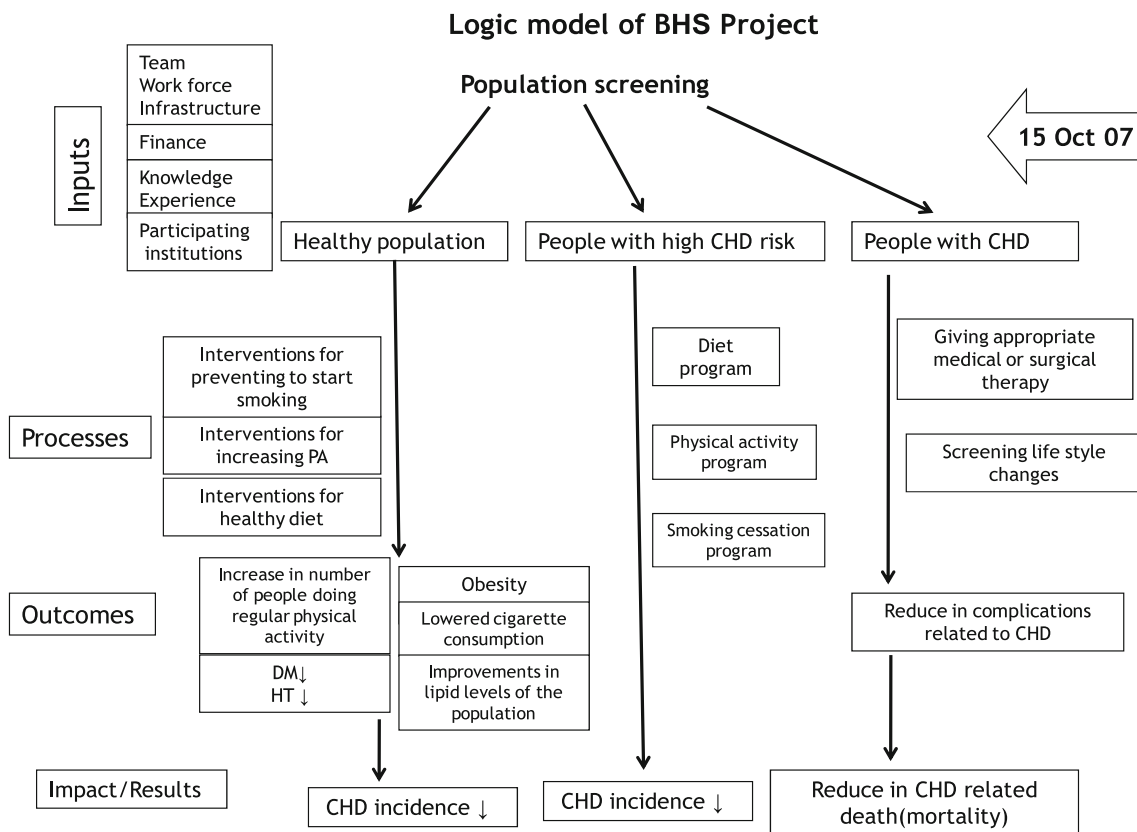 Logic model of BHS Project
Population screening
15 Oct 07
Inputs
Team
Work force
Infrastructure
Finance
Knowledge
Experience
Participating
institutions
Healthy population
People with high CHD risk
People with CHD
Processes
Interventions for
preventing to start
smoking
Interventions for
increasing PA
Interventions for
healthy diet
Diet
program
Physical activity
program
Smoking cessation
program
Giving appropriate
medical or surgical
therapy
Screening life style
changes
Outcomes
Increase in number
of people doing
regular physical
activity
DM↓
HT ↓
Obesity
Lowered cigarette
consumption
Improvements in
lipid levels of the
population
Reduce in complications
related to CHD
Impact/Results
CHD incidence ↓
CHD incidence ↓
Reduce in CHD related
death(mortality)